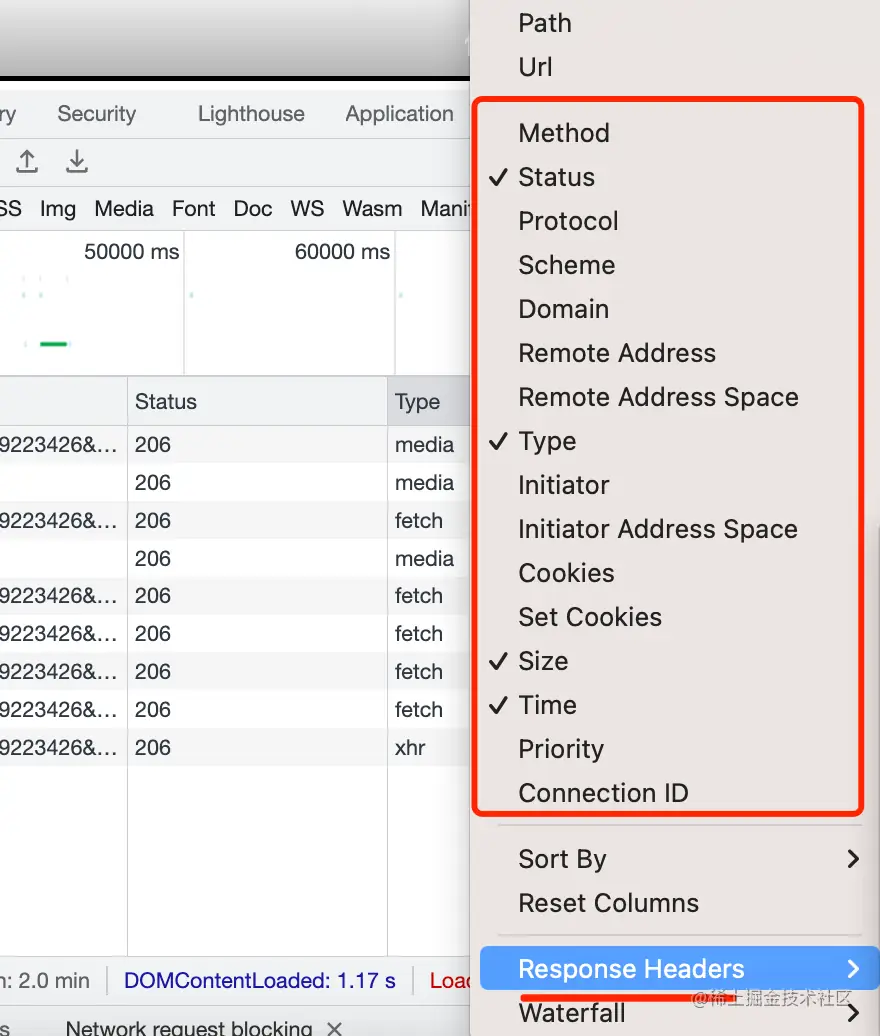 Path
Url
ry Security Lighthouse Application
SS Img Media Font Doc WS Wasm Manif
50000 ms 60000 ms
Status Type
9223426&... 206 media
206 media
9223426&... 206 fetch
206 media
9223426&... 206 fetch
9223426&... 206 fetch
9223426&... 206 fetch
9223426&... 206 fetch
9223426&... 206 xhr
n: 2.0 min DOMContentLoaded: 1.17 s Load
s Network request blocking ✕
Method
✓ Status
Protocol
Scheme
Domain
Remote Address
Remote Address Space
✓ Type
Initiator
Initiator Address Space
Cookies
Set Cookies
✓ Size
✓ Time
Priority
Connection ID
Sort By
Reset Columns
Response Headers
Waterfall
@稀土掘金技术社区